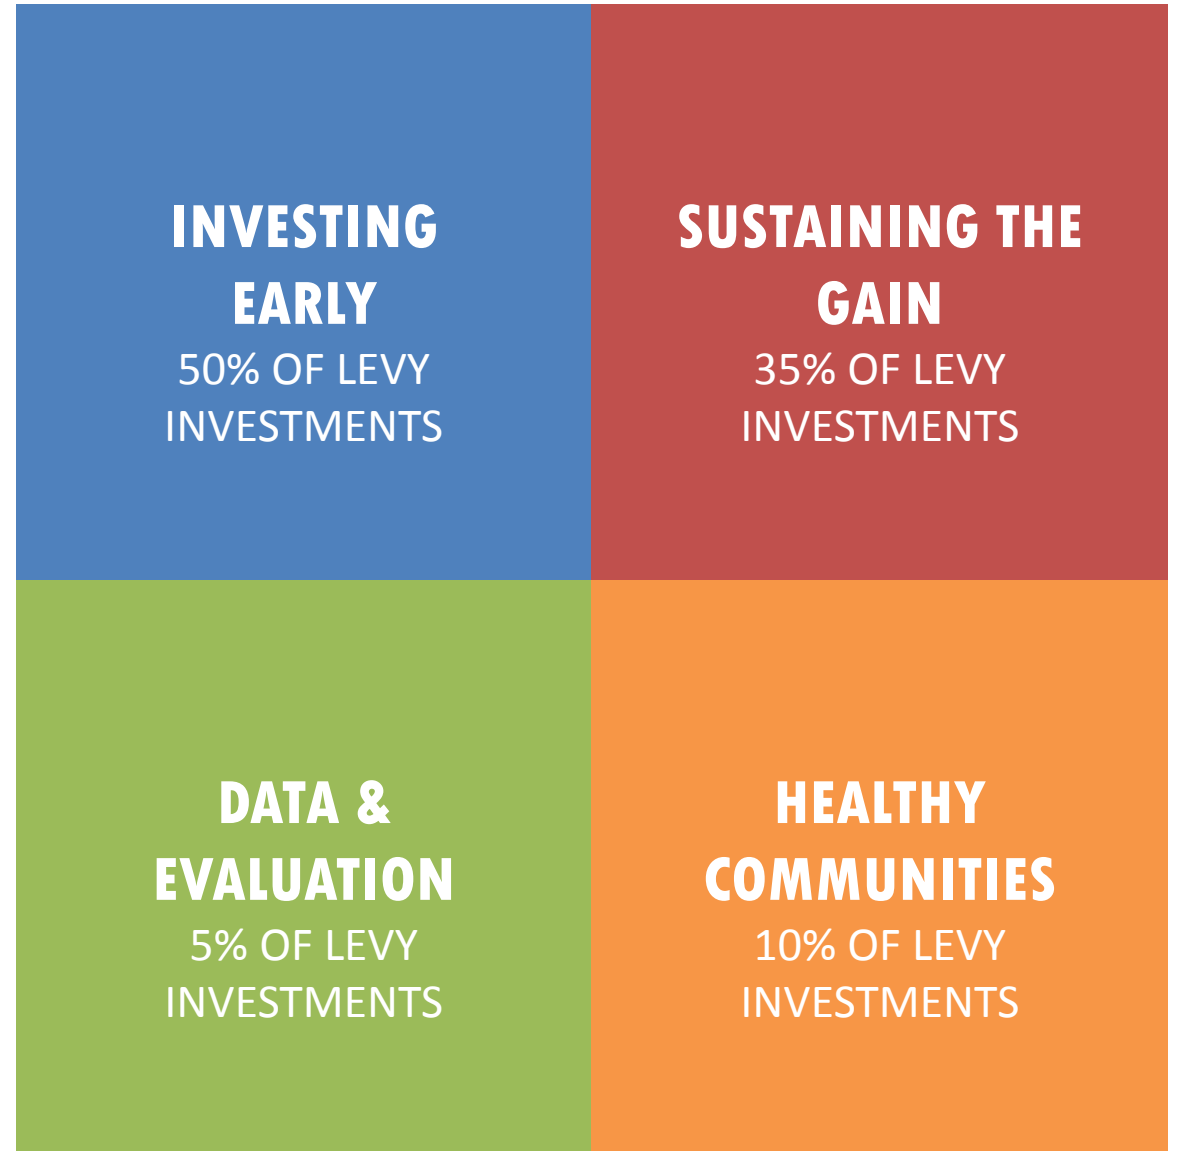 INVESTING
EARLY
50% OF LEVY
INVESTMENTS
SUSTAINING THE
GAIN
35% OF LEVY
INVESTMENTS
DATA &
EVALUATION
5% OF LEVY
INVESTMENTS
HEALTHY
COMMUNITIES
10% OF LEVY
INVESTMENTS